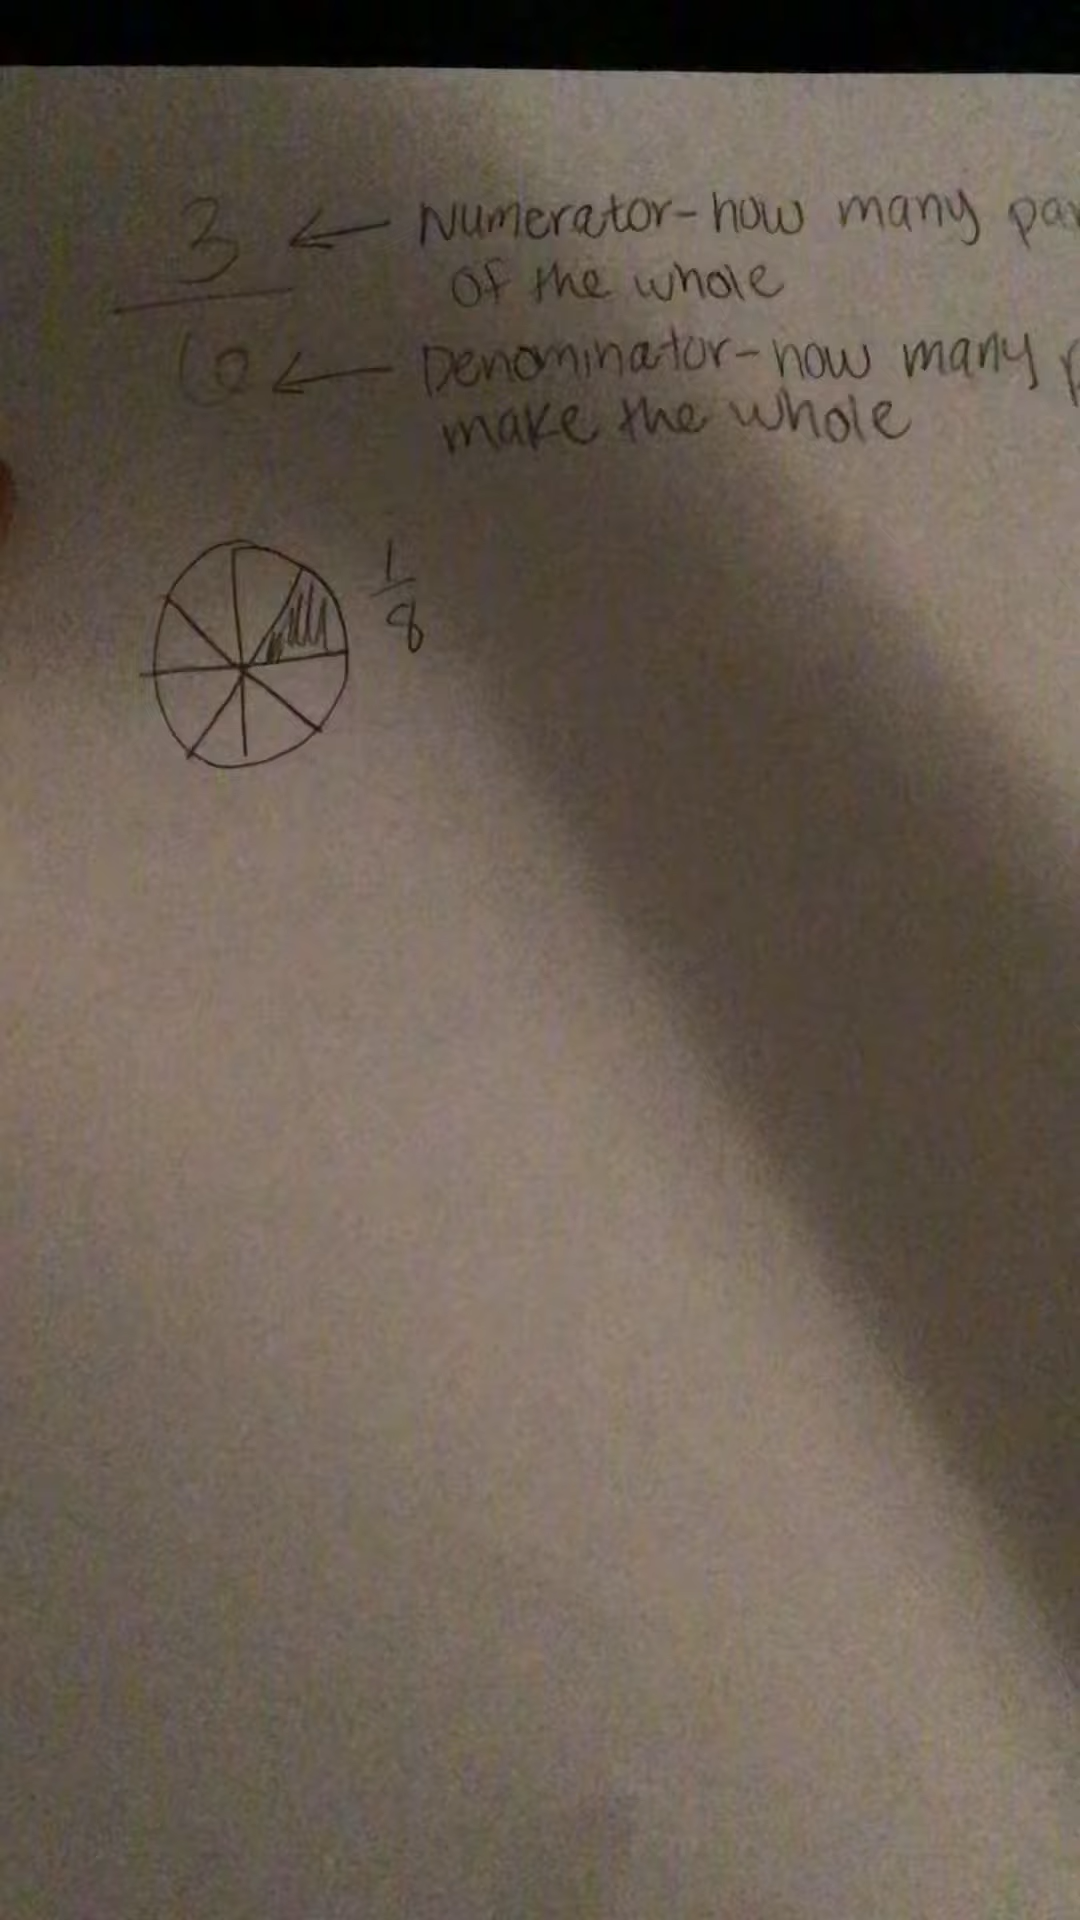 3 ← Numerator - how many
of the whole
6 ← Denominator - how many
make the whole
1
8